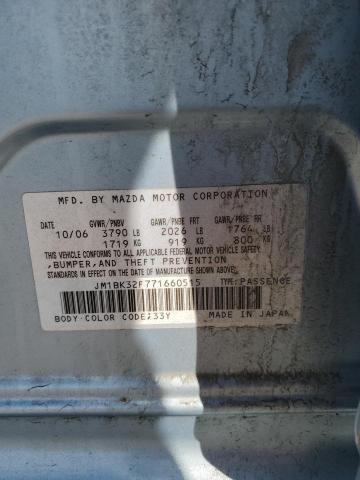 MFD. BY MAZDA MOTOR CORPORATION
GVWR/PNBV GAWR/PNBE FRT GAWR/PNBE RR
10/06 3790 LB 2026 LB 1764 LB
1719 KG 919 KG 800 KG
THIS VEHICLE CONFORMS TO ALL APPLICABLE FEDERAL MOTOR VEHICLE SAFETY
,BUMPER,AND THEFT PREVENTION
STANDARDS IN EFFECT ON THE DATE OF MANUFACTURE SHOWN ABOVE.
JM1BK32F771660515 TYPE:PASSENGE
BODY COLOR CODE:33Y MADE IN JAPAN